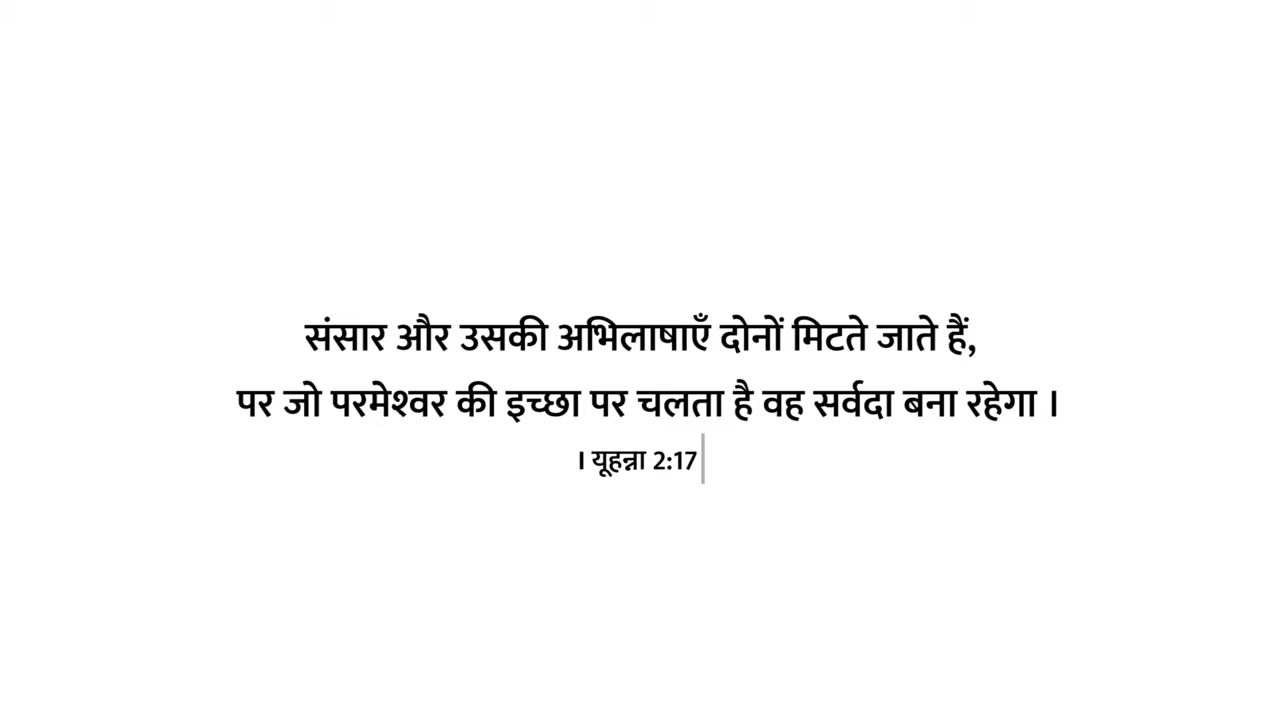 संसार और उसकी अभिलाषाएँ दोनों मिटते जाते हैं,
पर जो परमेश्वर की इच्छा पर चलता है वह सर्वदा बना रहेगा ।
I यूहन्ना 2:17